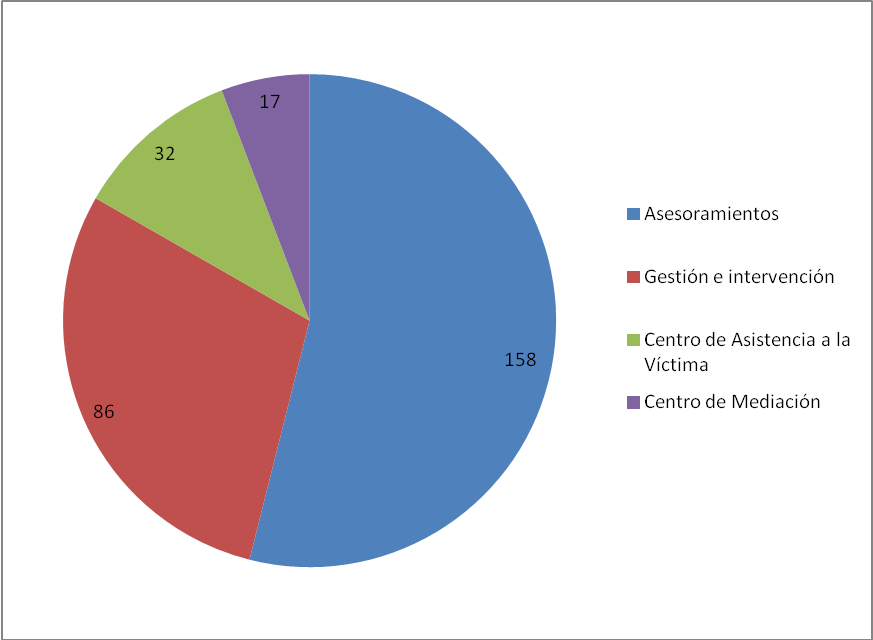 17
32
158
86
Asesoramientos
Gestión e intervención
Centro de Asistencia a la
Víctima
Centro de Mediación